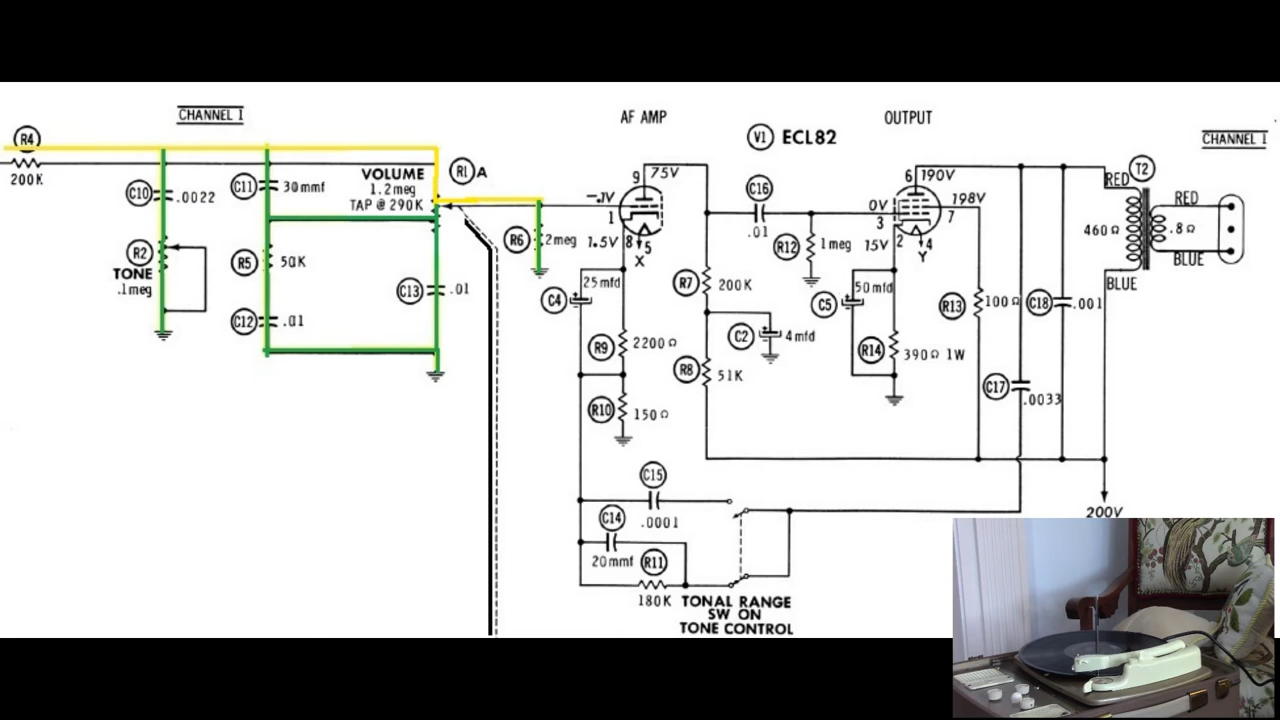 CHANNEL I
AF AMP
OUTPUT
V1 ECL82
CHANNEL I
R4
200K
C10 .0022
R2
TONE
.1meg
C11 30mmf
R5 50K
C12 .01
VOLUME
1.2meg
TAP @ 290K
R1 A
C13 .01
R6 2meg
-.1V
1
9 75V
1.5V 8 5
X
25mfd
C4
R9 2200Ω
R10 150Ω
R7 200K
C2 4mfd
R8 51K
C16
.01
R12 1meg
0V
3
6 190V
198V
7
15V 2 4
Y
50mfd
C5
R14 390Ω 1W
R13 100Ω
C18 .001
C17
.0033
T2
RED
460Ω
BLUE
RED
.8Ω
BLUE
200V
C15
.0001
C14
20mmf
R11
180K
TONAL RANGE
SW ON
TONE CONTROL